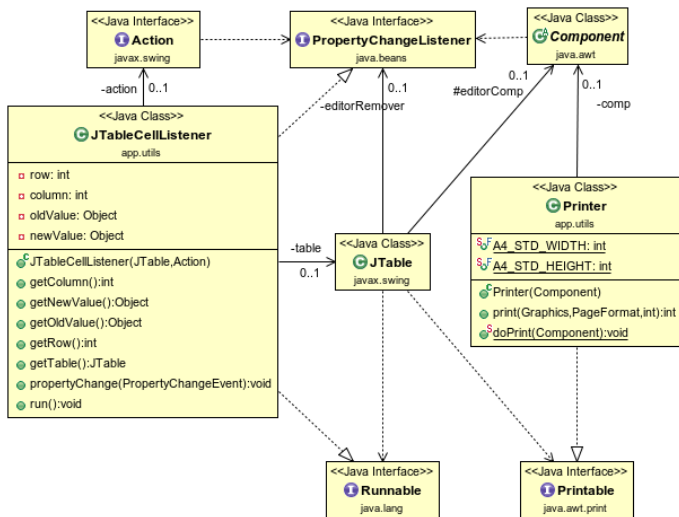 <<Java Interface>>
Action
javax.swing
<<Java Interface>>
PropertyChangeListener
java.beans
<<Java Class>>
Component
java.awt
-action
0..1
-editorRemover
0..1
0..1
#editorComp
0..1
-comp
<<Java Class>>
JTableCellListener
app.utils
row: int
column: int
oldValue: Object
newValue: Object
JTableCellListener(JTable,Action)
getColumn():int
getNewValue():Object
getOldValue():Object
getRow():int
getTable():JTable
propertyChange(PropertyChangeEvent):void
run():void
-table
0..1
<<Java Class>>
JTable
javax.swing
<<Java Class>>
Printer
app.utils
A4_STD_WIDTH: int
A4_STD_HEIGHT: int
Printer(Component)
print(Graphics,PageFormat,int):int
doPrint(Component):void
<<Java Interface>>
Runnable
java.lang
<<Java Interface>>
Printable
java.awt.print